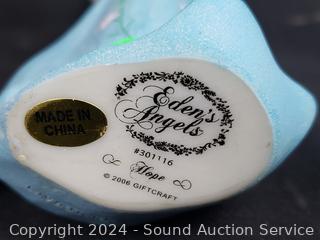 MADE IN
CHINA
Eden's
Angels
#301116
Hope
© 2006 GIFTCRAFT
Copyright 2024 - Sound Auction Service